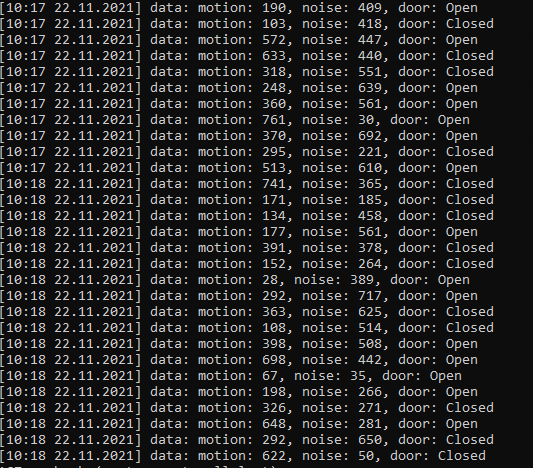 [10:17 22.11.2021] data: motion: 190, noise: 409, door: Open
[10:17 22.11.2021] data: motion: 103, noise: 418, door: Closed
[10:17 22.11.2021] data: motion: 572, noise: 447, door: Open
[10:17 22.11.2021] data: motion: 633, noise: 440, door: Closed
[10:17 22.11.2021] data: motion: 318, noise: 551, door: Closed
[10:17 22.11.2021] data: motion: 248, noise: 639, door: Open
[10:17 22.11.2021] data: motion: 360, noise: 561, door: Open
[10:17 22.11.2021] data: motion: 761, noise: 30, door: Open
[10:17 22.11.2021] data: motion: 370, noise: 692, door: Open
[10:17 22.11.2021] data: motion: 295, noise: 221, door: Closed
[10:17 22.11.2021] data: motion: 513, noise: 610, door: Open
[10:18 22.11.2021] data: motion: 741, noise: 365, door: Closed
[10:18 22.11.2021] data: motion: 171, noise: 185, door: Closed
[10:18 22.11.2021] data: motion: 134, noise: 458, door: Closed
[10:18 22.11.2021] data: motion: 177, noise: 561, door: Open
[10:18 22.11.2021] data: motion: 391, noise: 378, door: Closed
[10:18 22.11.2021] data: motion: 152, noise: 264, door: Closed
[10:18 22.11.2021] data: motion: 28, noise: 389, door: Open
[10:18 22.11.2021] data: motion: 292, noise: 717, door: Open
[10:18 22.11.2021] data: motion: 363, noise: 625, door: Closed
[10:18 22.11.2021] data: motion: 108, noise: 514, door: Closed
[10:18 22.11.2021] data: motion: 398, noise: 508, door: Open
[10:18 22.11.2021] data: motion: 698, noise: 442, door: Open
[10:18 22.11.2021] data: motion: 67, noise: 35, door: Open
[10:18 22.11.2021] data: motion: 198, noise: 266, door: Open
[10:18 22.11.2021] data: motion: 326, noise: 271, door: Closed
[10:18 22.11.2021] data: motion: 648, noise: 281, door: Open
[10:18 22.11.2021] data: motion: 292, noise: 650, door: Closed
[10:18 22.11.2021] data: motion: 622, noise: 50, door: Closed